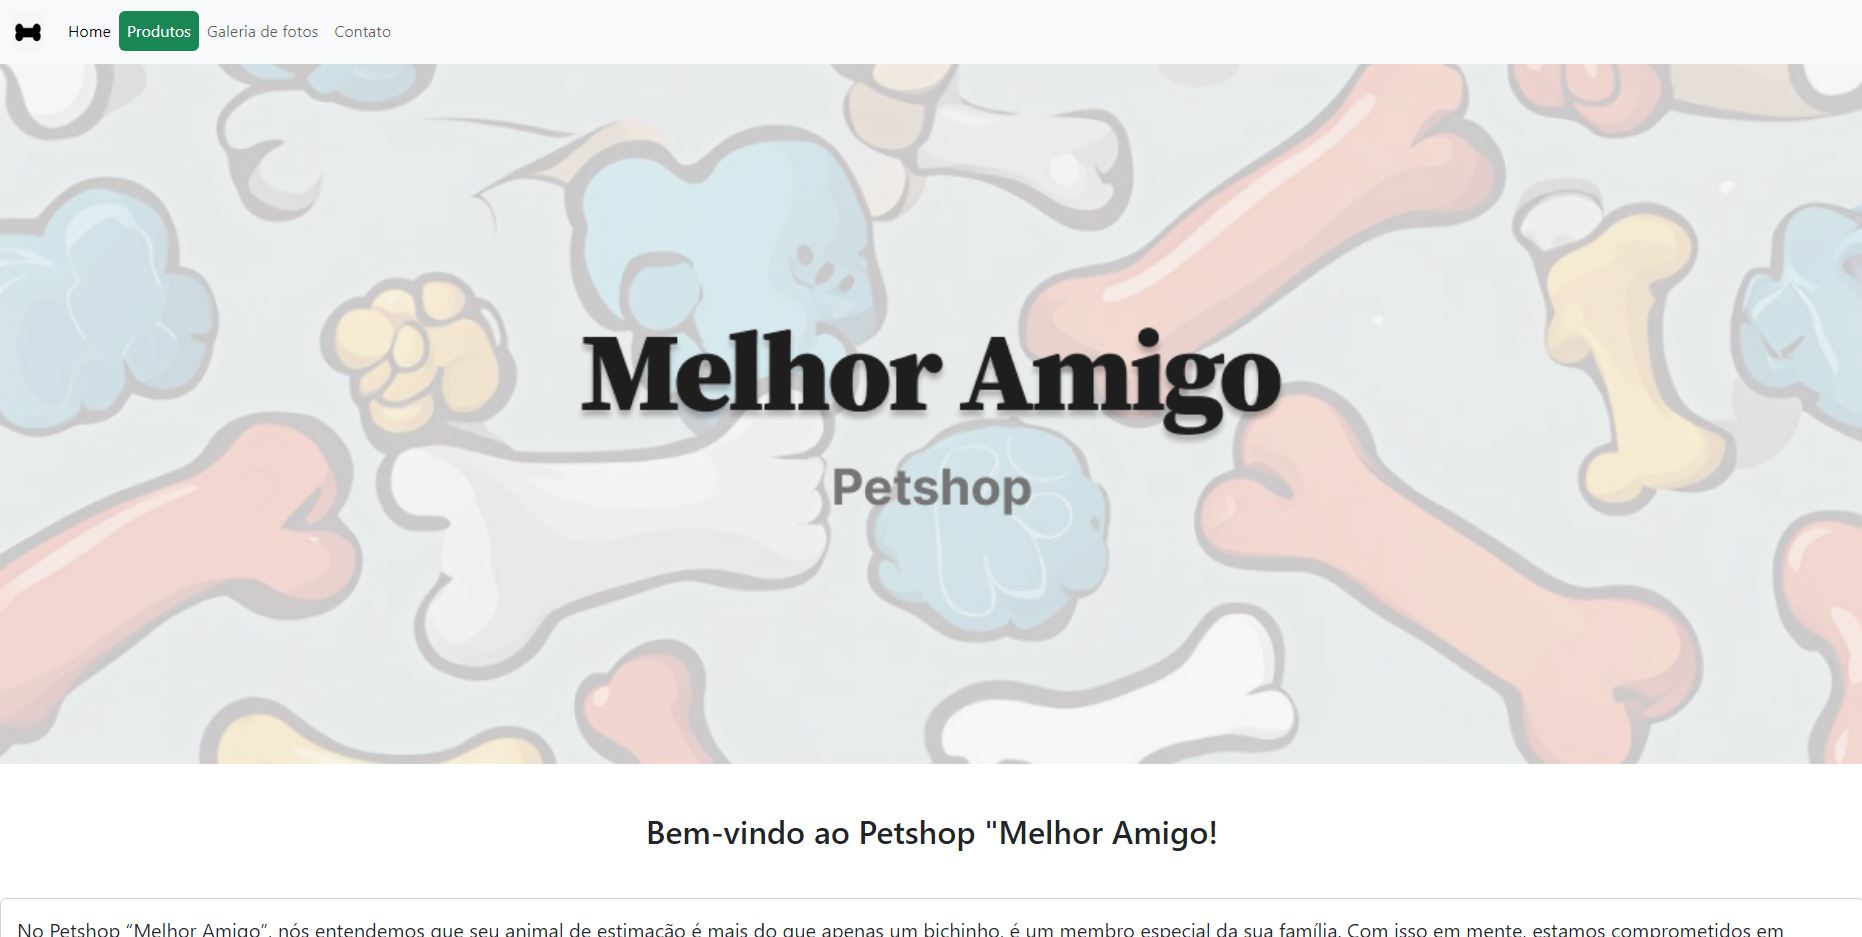 Home Produtos Galeria de fotos Contato
Melhor Amigo
Petshop
Bem-vindo ao Petshop "Melhor Amigo!
No Petshop “Melhor Amigo”, nós entendemos que seu animal de estimação é mais do que apenas um bichinho, é um membro especial da sua família. Com isso em mente, estamos comprometidos em